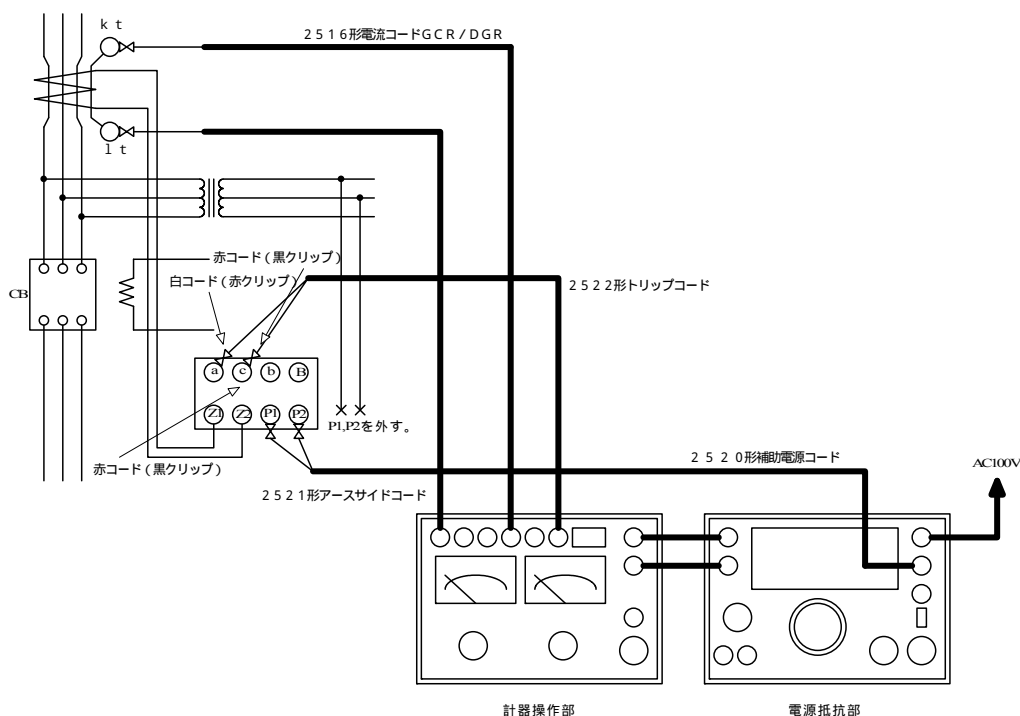 k t
2516形電流コードGCR/DGR
l t
赤コード(黒クリップ)
白コード(赤クリップ)
2522形トリップコード
CB
a c b B
Z1 Z2 P1 P2
P1,P2を外す。
赤コード(黒クリップ)
2520形補助電源コード
AC100V
2521形アースサイドコード
計器操作部
電源抵抗部